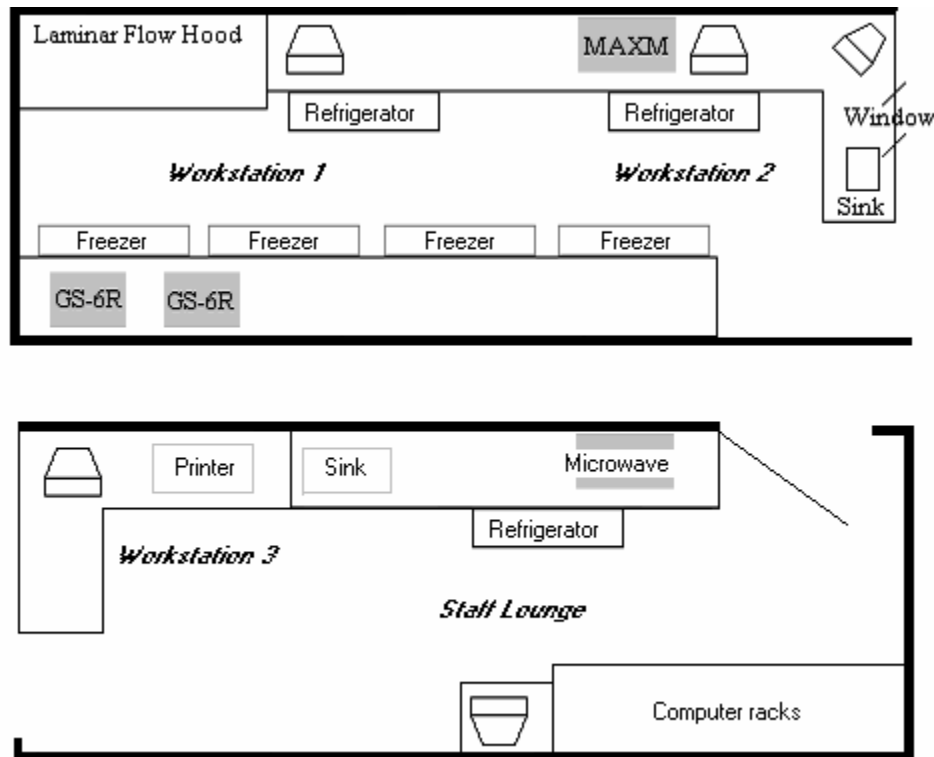 Laminar Flow Hood
MAXM
Refrigerator
Refrigerator
Window
Workstation 1
Workstation 2
Sink
Freezer
Freezer
Freezer
Freezer
GS-6R
GS-6R
Printer
Sink
Microwave
Refrigerator
Workstation 3
Staff Lounge
Computer racks